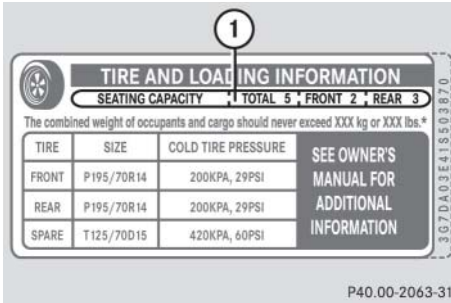 1
TIRE AND LOADING INFORMATION
SEATING CAPACITY TOTAL 5 FRONT 2 REAR 3
The combined weight of occupants and cargo should never exceed XXX kg or XXX lbs.*
TIRE SIZE COLD TIRE PRESSURE SEE OWNER'S MANUAL FOR ADDITIONAL INFORMATION
FRONT P195/70R14 200KPA, 29PSI
REAR P195/70R14 200KPA, 29PSI
SPARE T125/70D15 420KPA, 60PSI
3G7DA03E41S503870
P40.00-2063-31